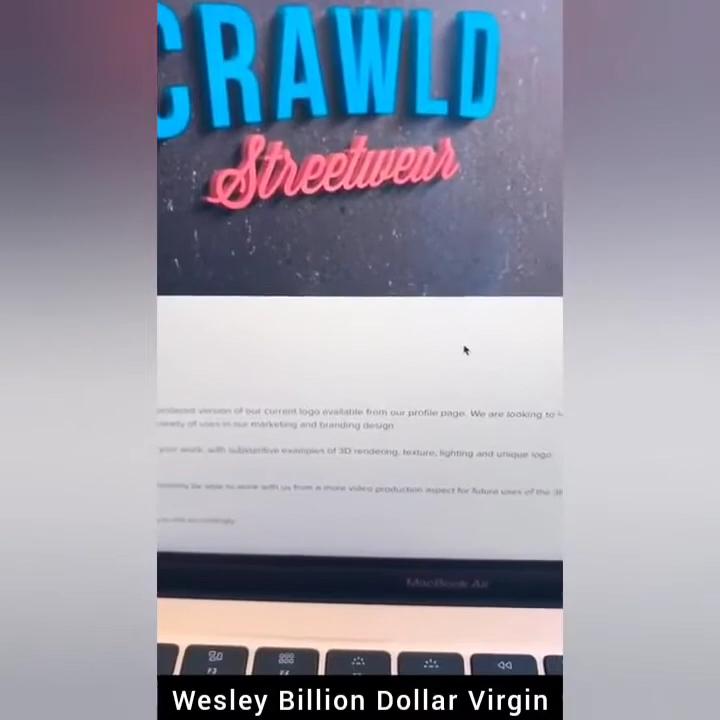 CRAWLD
Streetwear
version of our current logo available from our profile page. We are looking to
variety of uses in our marketing and branding design
your work, with substantive examples of 3D rendering, texture, lighting and unique logo
be able to work with us from a more video production aspect for future uses of the
accordingly
MacBook Air
F3
F4
Wesley Billion Dollar Virgin